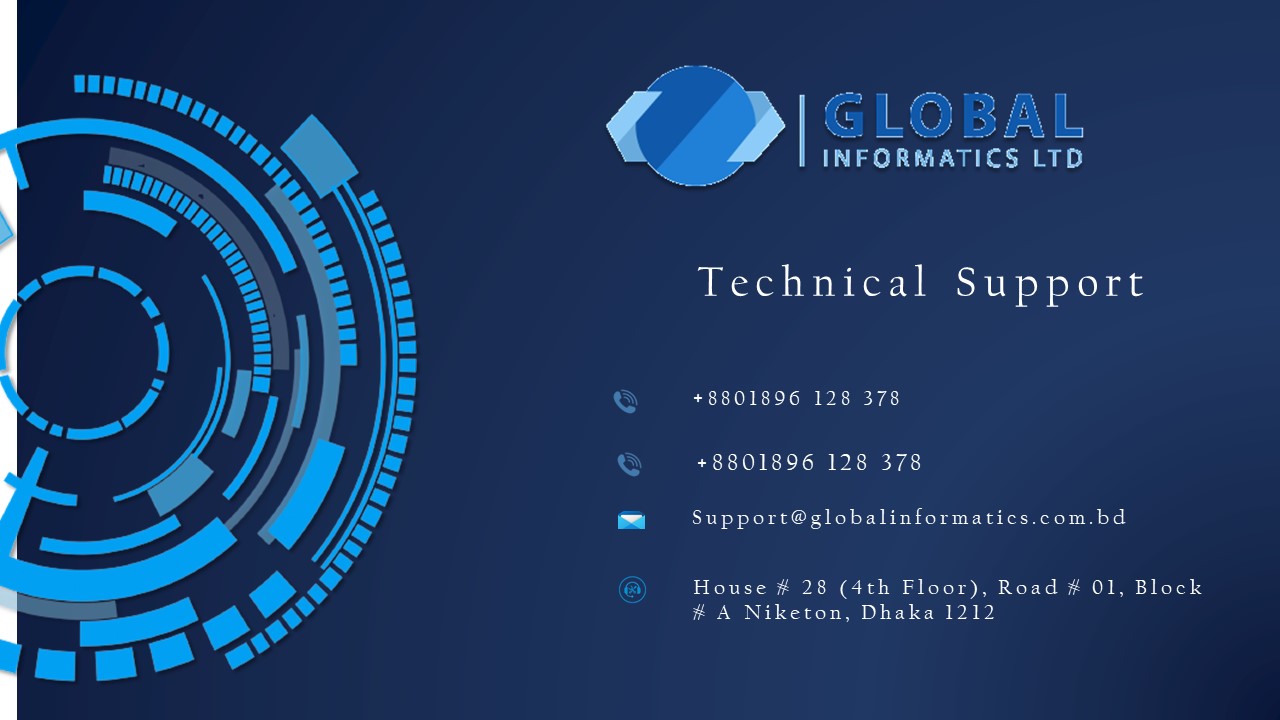 GLOBAL
INFORMATICS LTD
Technical Support
+8801896 128 378
+8801896 128 378
Support@globalinformatics.com.bd
House # 28 (4th Floor), Road # 01, Block
# A Niketon, Dhaka 1212